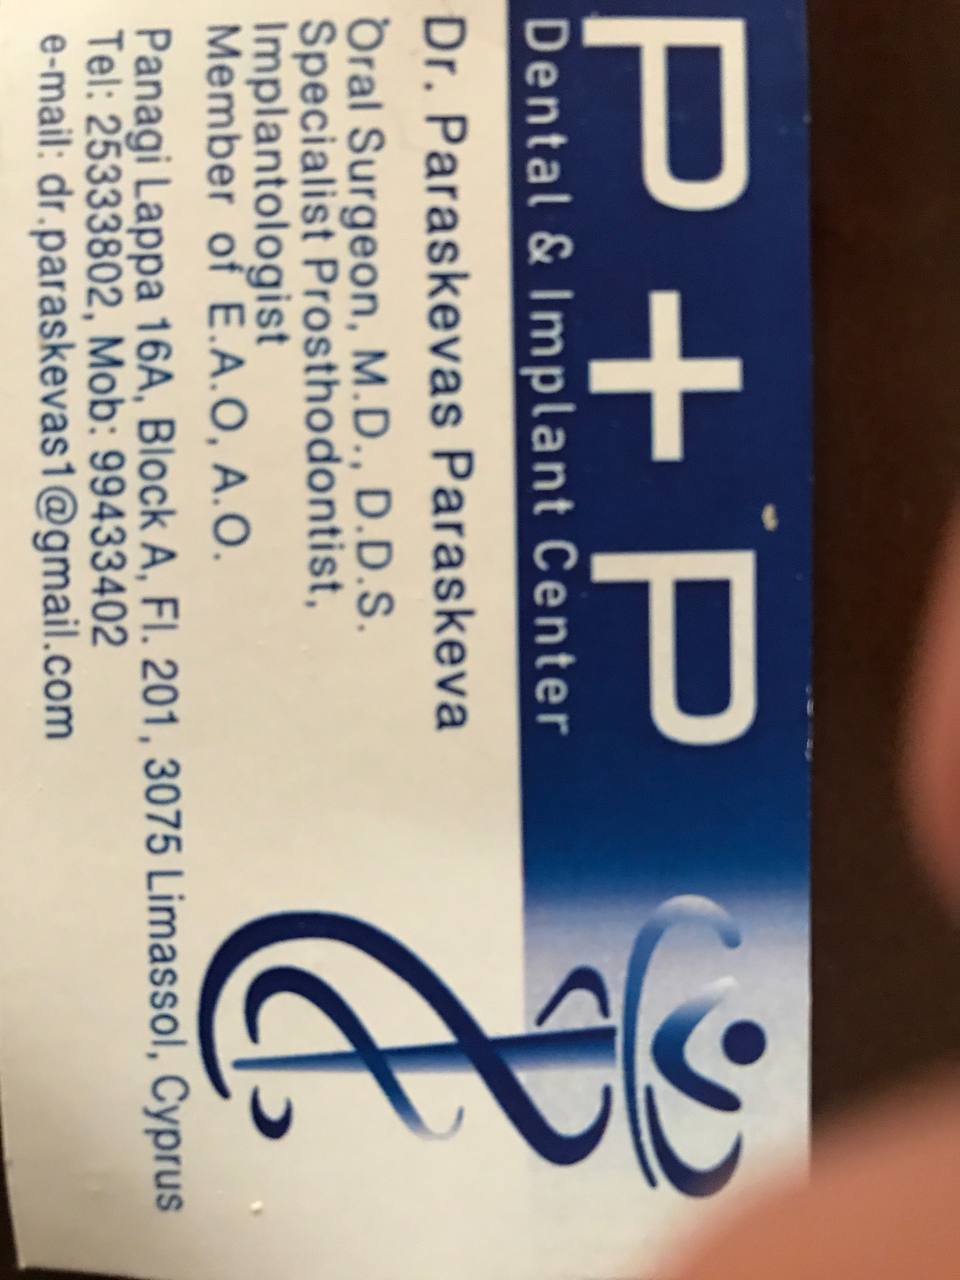 P + P
Dental & Implant Center
Dr. Paraskevas Paraskeva
Oral Surgeon, M.D., D.D.S.
Specialist Prosthodontist,
Implantologist
Member of E.A.O, A.O.
Panagi Lappa 16A, Block A, Fl. 201, 3075 Limassol, Cyprus
Tel: 25333802, Mob: 99433402
e-mail: dr.paraskevas1@gmail.com